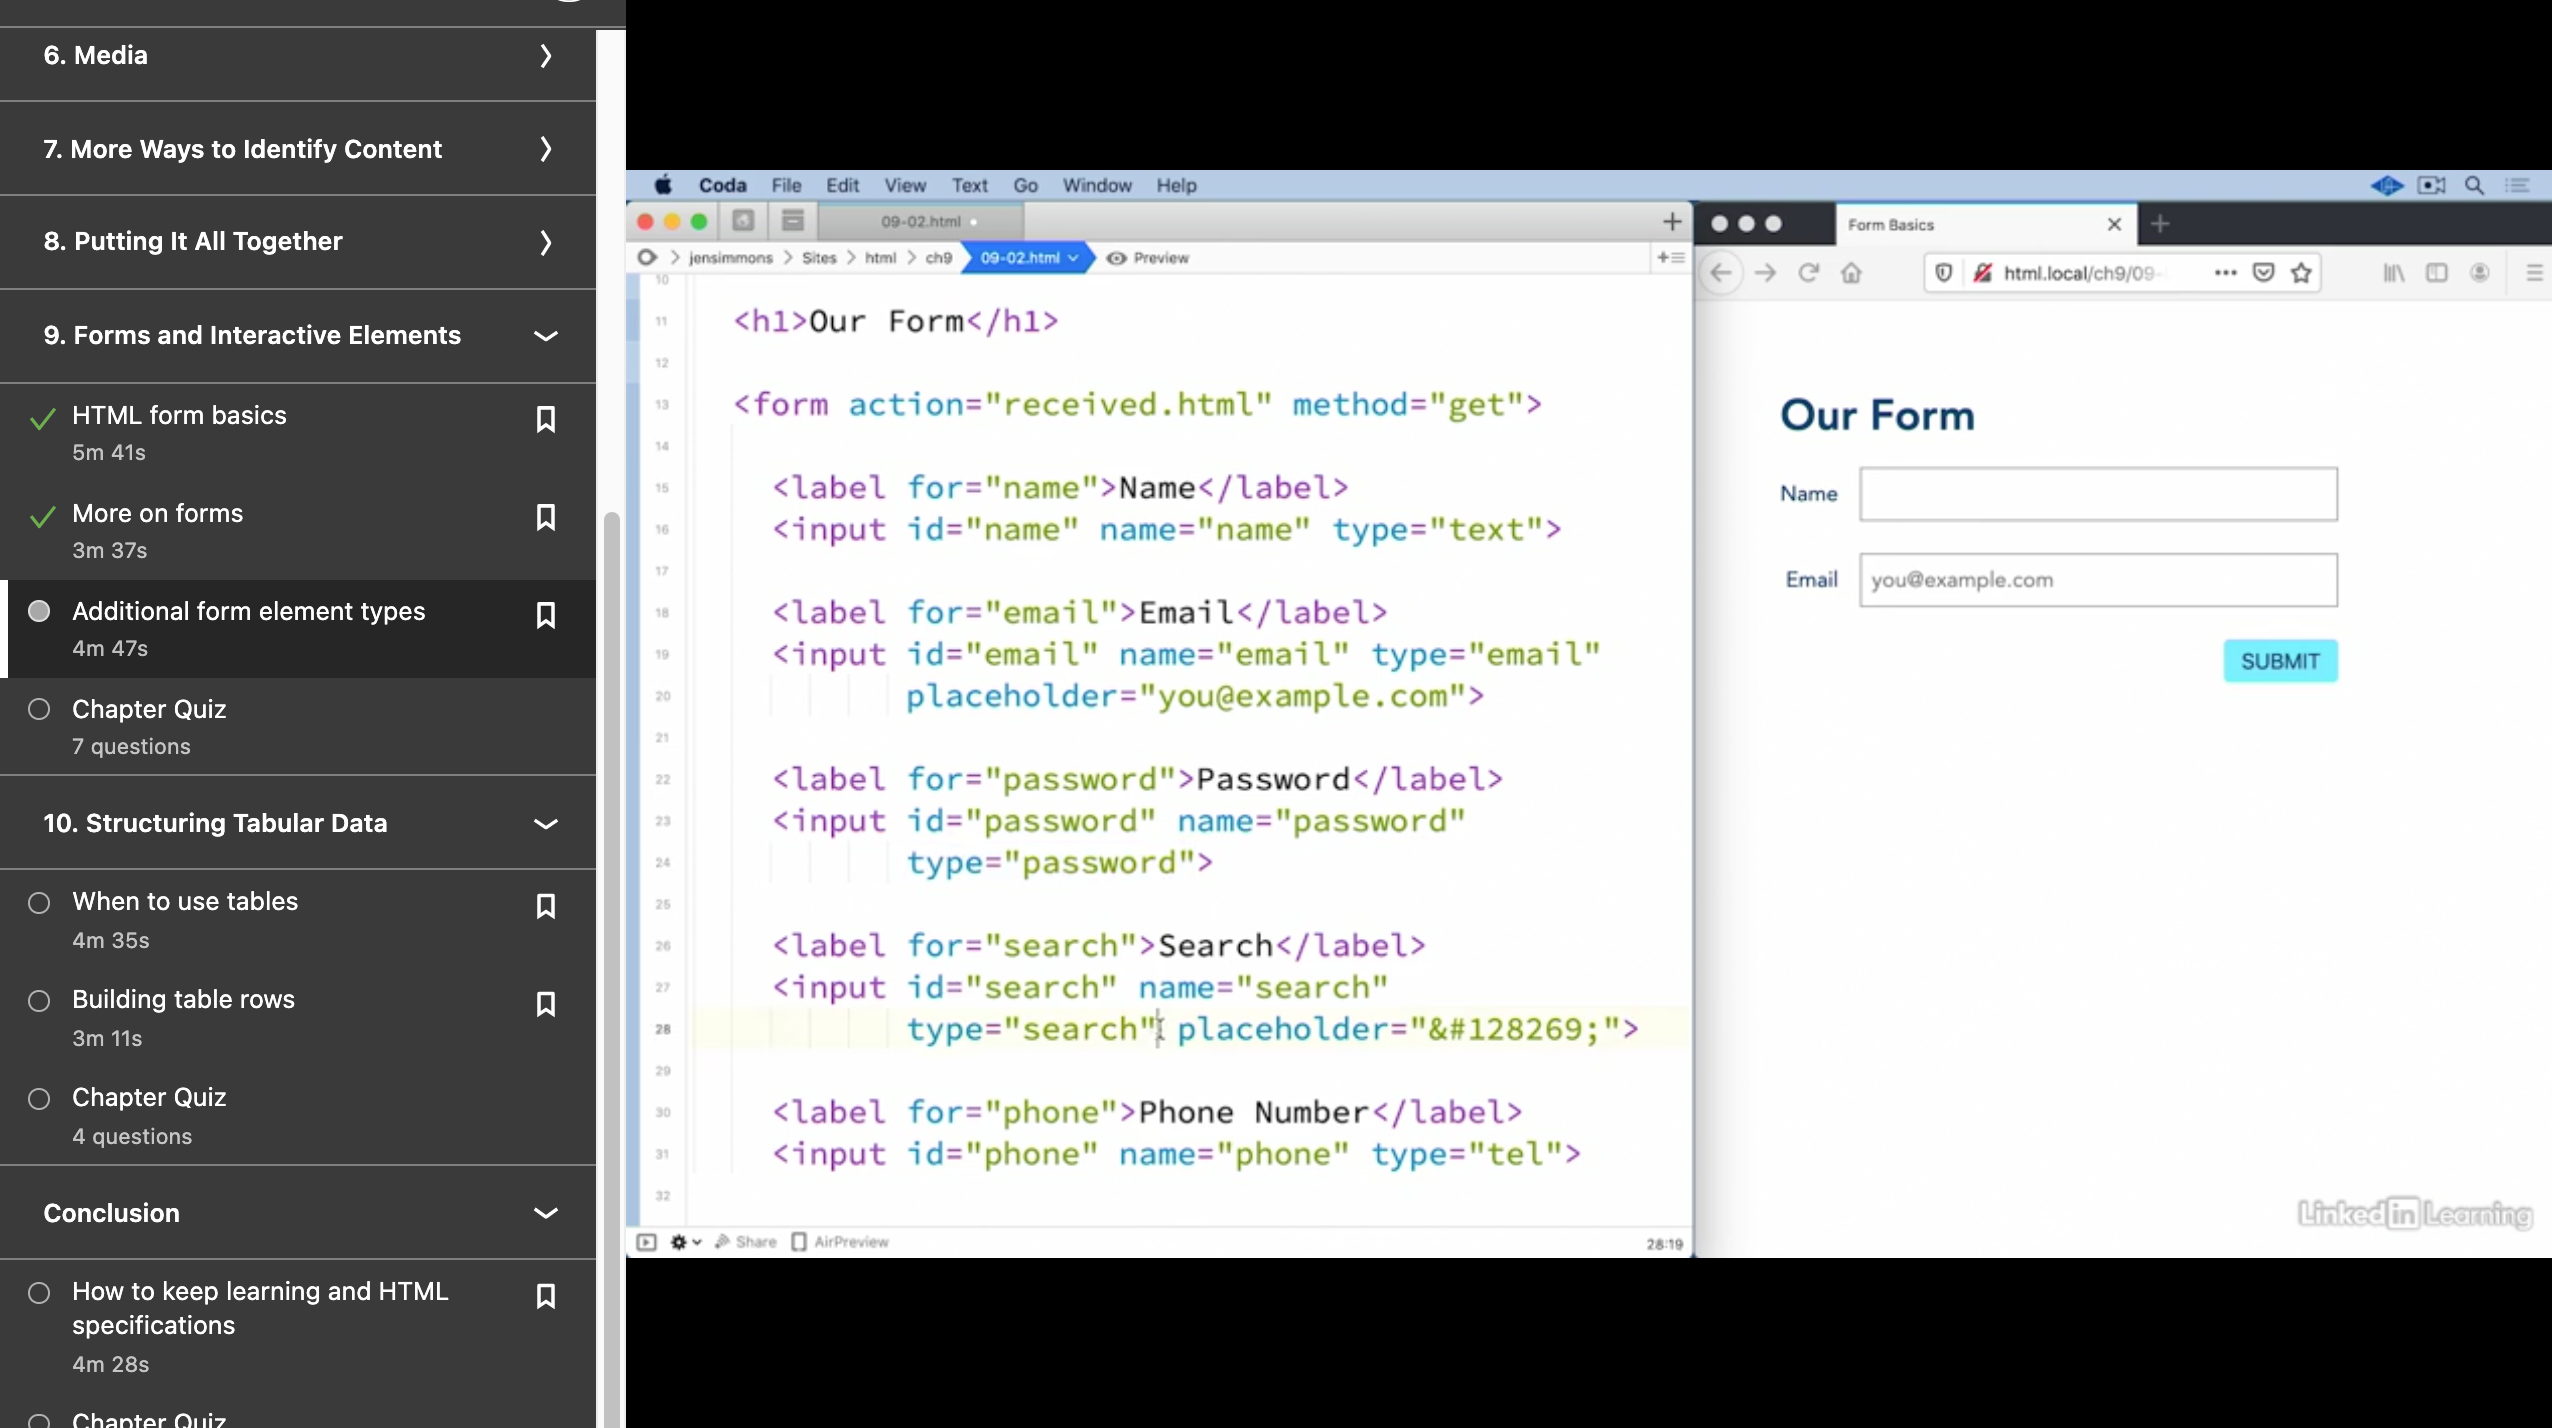 6. Media
7. More Ways to Identify Content
8. Putting It All Together
9. Forms and Interactive Elements
HTML form basics
5m 41s
More on forms
3m 37s
Additional form element types
4m 47s
Chapter Quiz
7 questions
10. Structuring Tabular Data
When to use tables
4m 35s
Building table rows
3m 11s
Chapter Quiz
4 questions
Conclusion
How to keep learning and HTML
specifications
4m 28s
Chapter Quiz
Coda File Edit View Text Go Window Help
09-02.html
jensimmons Sites html ch9 09-02.html Preview
10
11 <h1>Our Form</h1>
12
13 <form action="received.html" method="get">
14
15 <label for="name">Name</label>
16 <input id="name" name="name" type="text">
17
18 <label for="email">Email</label>
19 <input id="email" name="email" type="email"
20 placeholder="you@example.com">
21
22 <label for="password">Password</label>
23 <input id="password" name="password"
24 type="password">
25
26 <label for="search">Search</label>
27 <input id="search" name="search"
28 type="search" placeholder="&#128269;">
29
30 <label for="phone">Phone Number</label>
31 <input id="phone" name="phone" type="tel">
32
Share AirPreview 28:19
Form Basics
html.local/ch9/09-
Our Form
Name
Email you@example.com
SUBMIT
Linked in Learning